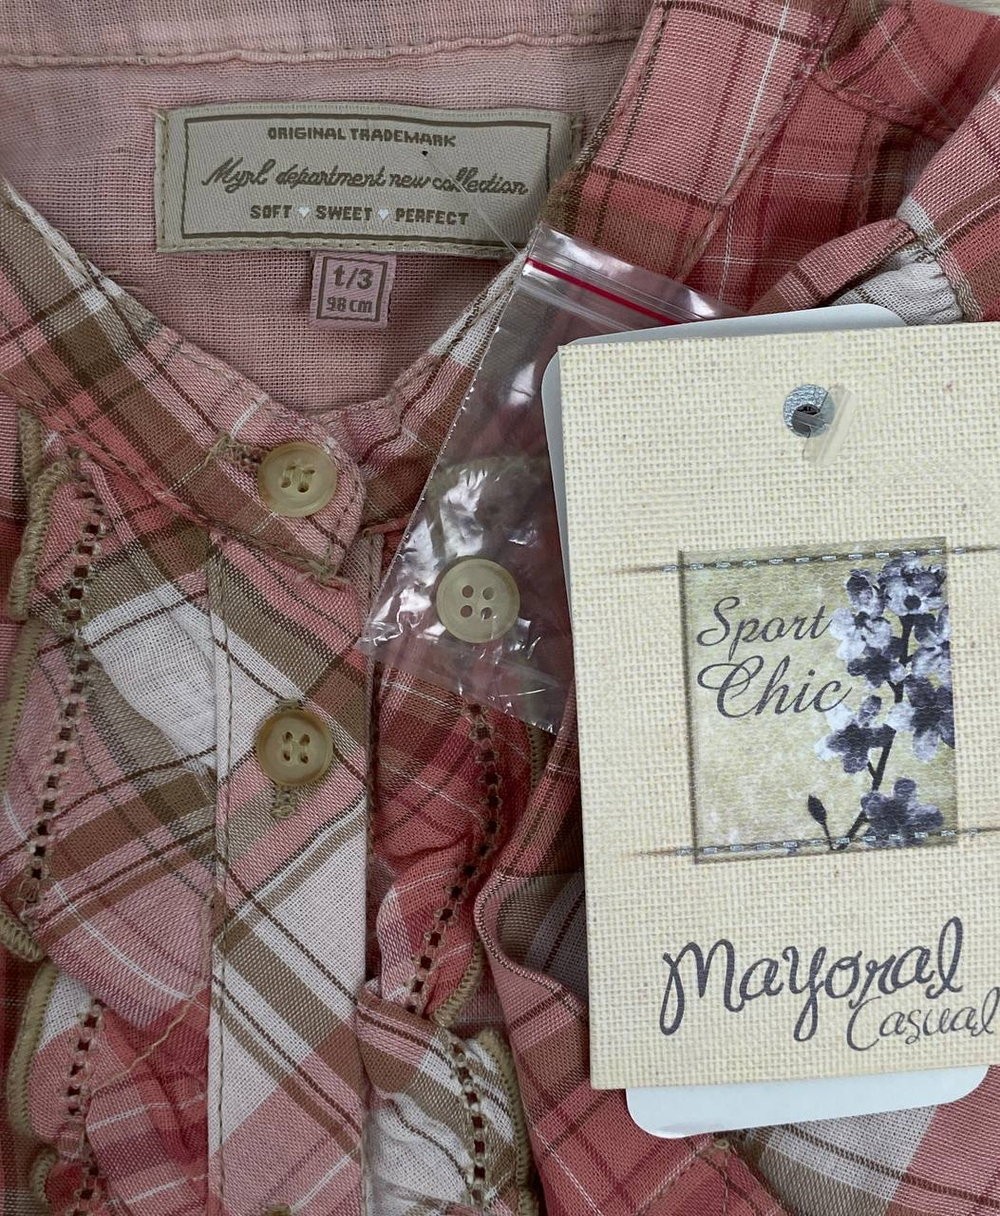 ORIGINAL TRADEMARK
Myrl department new collection
SOFT SWEET PERFECT
t/3
98 cm
Sport
Chic
Mayoral
Casual